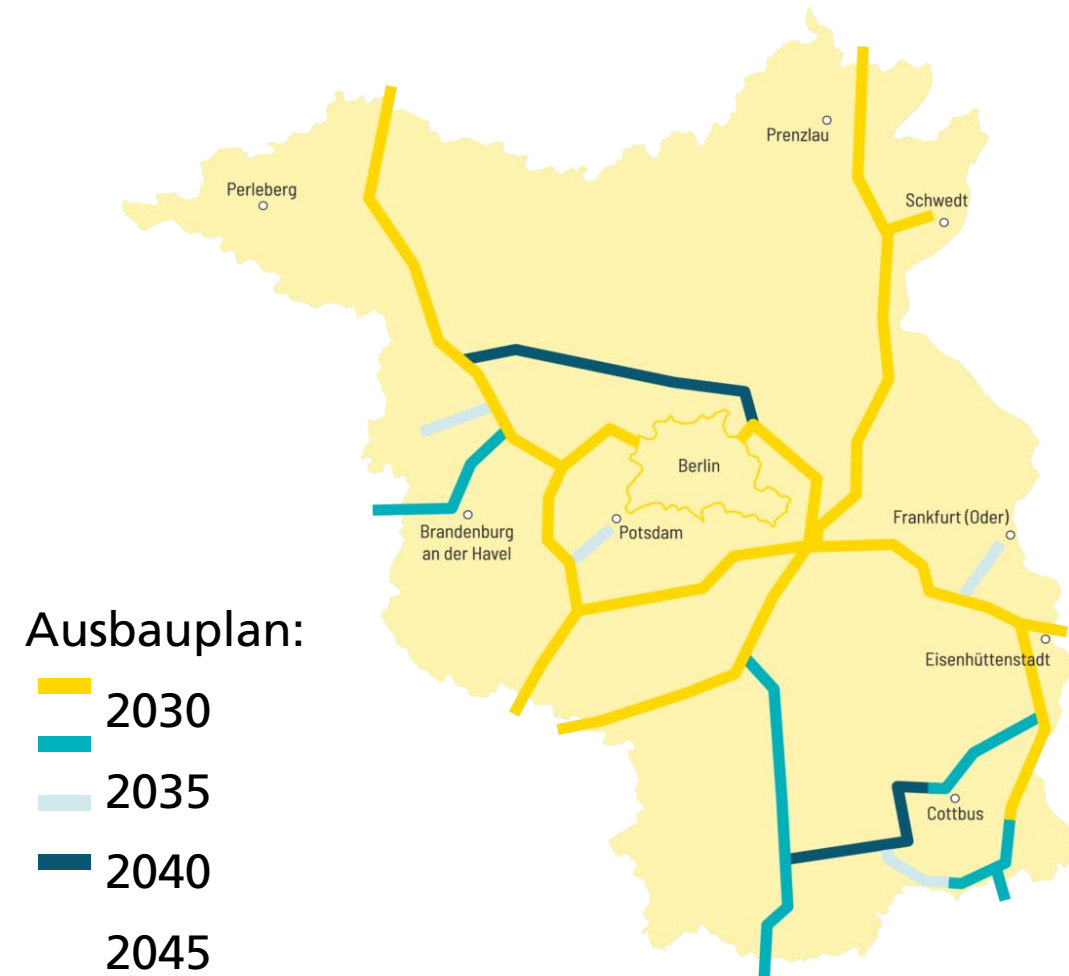 Prenzlau
Perleberg
Schwedt
Berlin
Frankfurt (Oder)
Brandenburg
an der Havel
Potsdam
Ausbauplan:
Eisenhüttenstadt
2030
2035
Cottbus
2040
2045